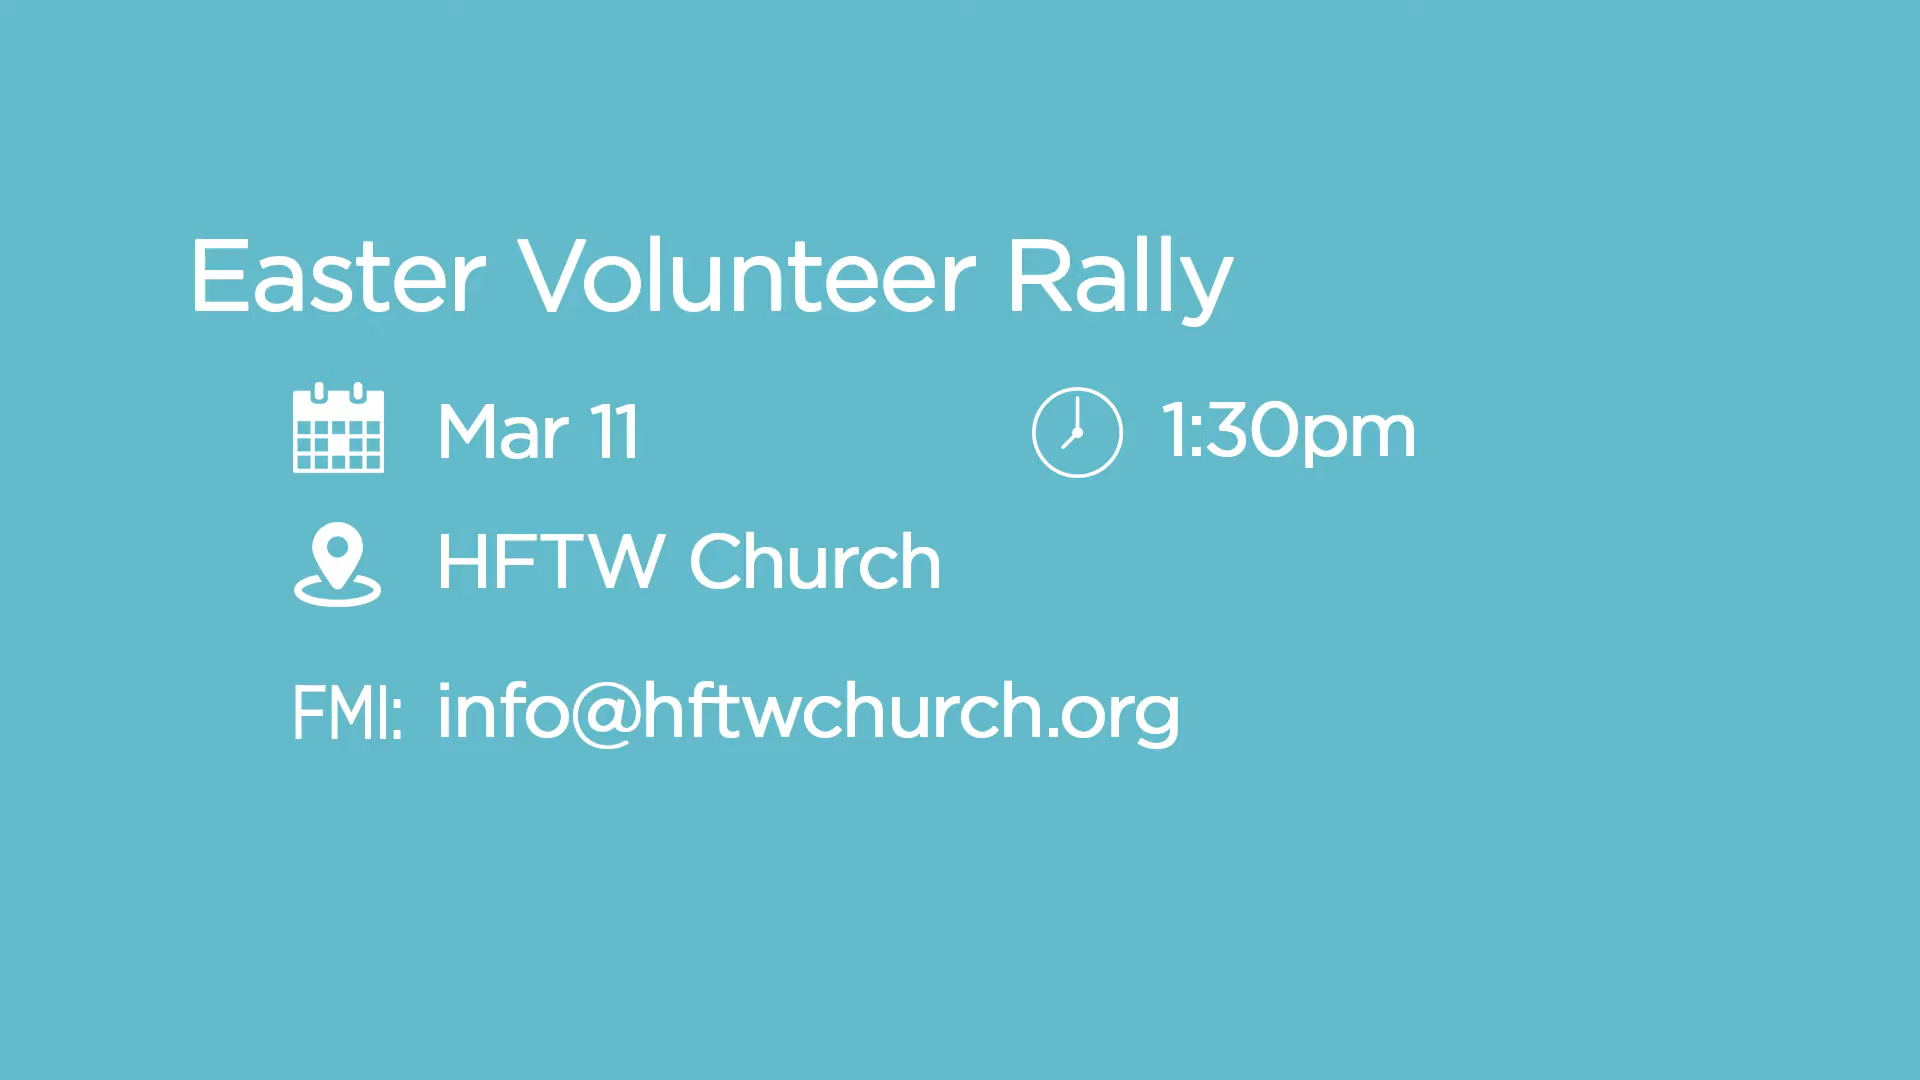 Easter Volunteer Rally
Mar 11 1:30pm
HFTW Church
FMI: info@hftwchurch.org